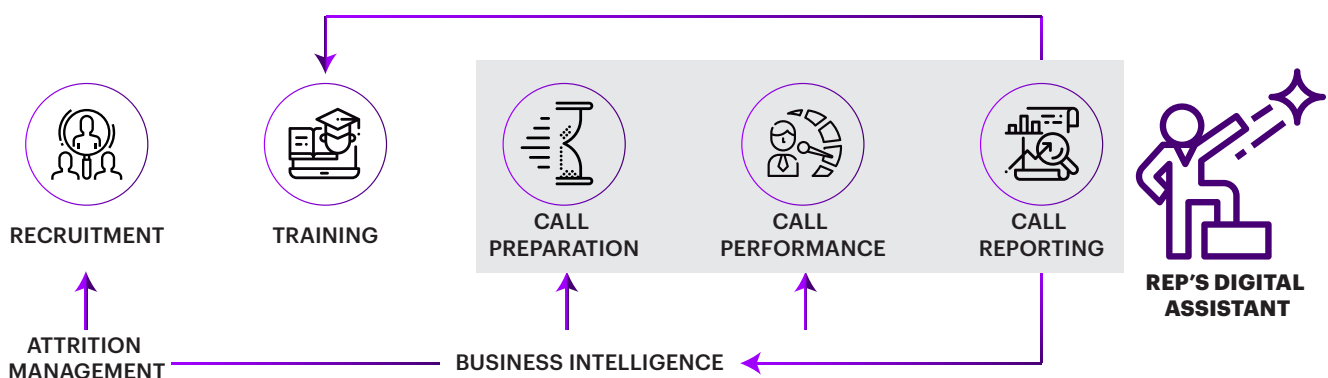 RECRUITMENT
TRAINING
CALL
PREPARATION
CALL
PERFORMANCE
CALL
REPORTING
REP'S DIGITAL
ASSISTANT
ATTRITION
MANAGEMENT
BUSINESS INTELLIGENCE